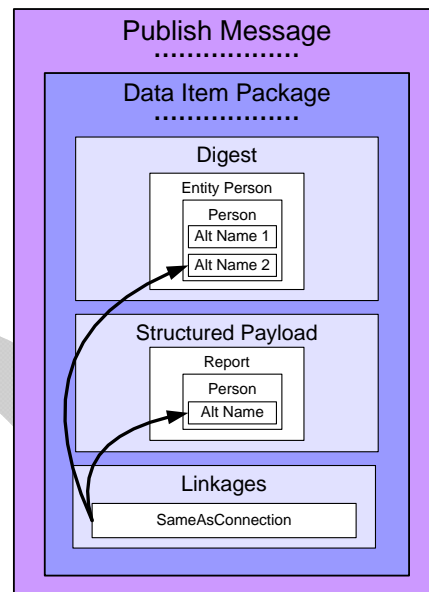 Publish Message
Data Item Package
Digest
Entity Person
Person
Alt Name 1
Alt Name 2
Structured Payload
Report
Person
Alt Name
Linkages
SameAsConnection